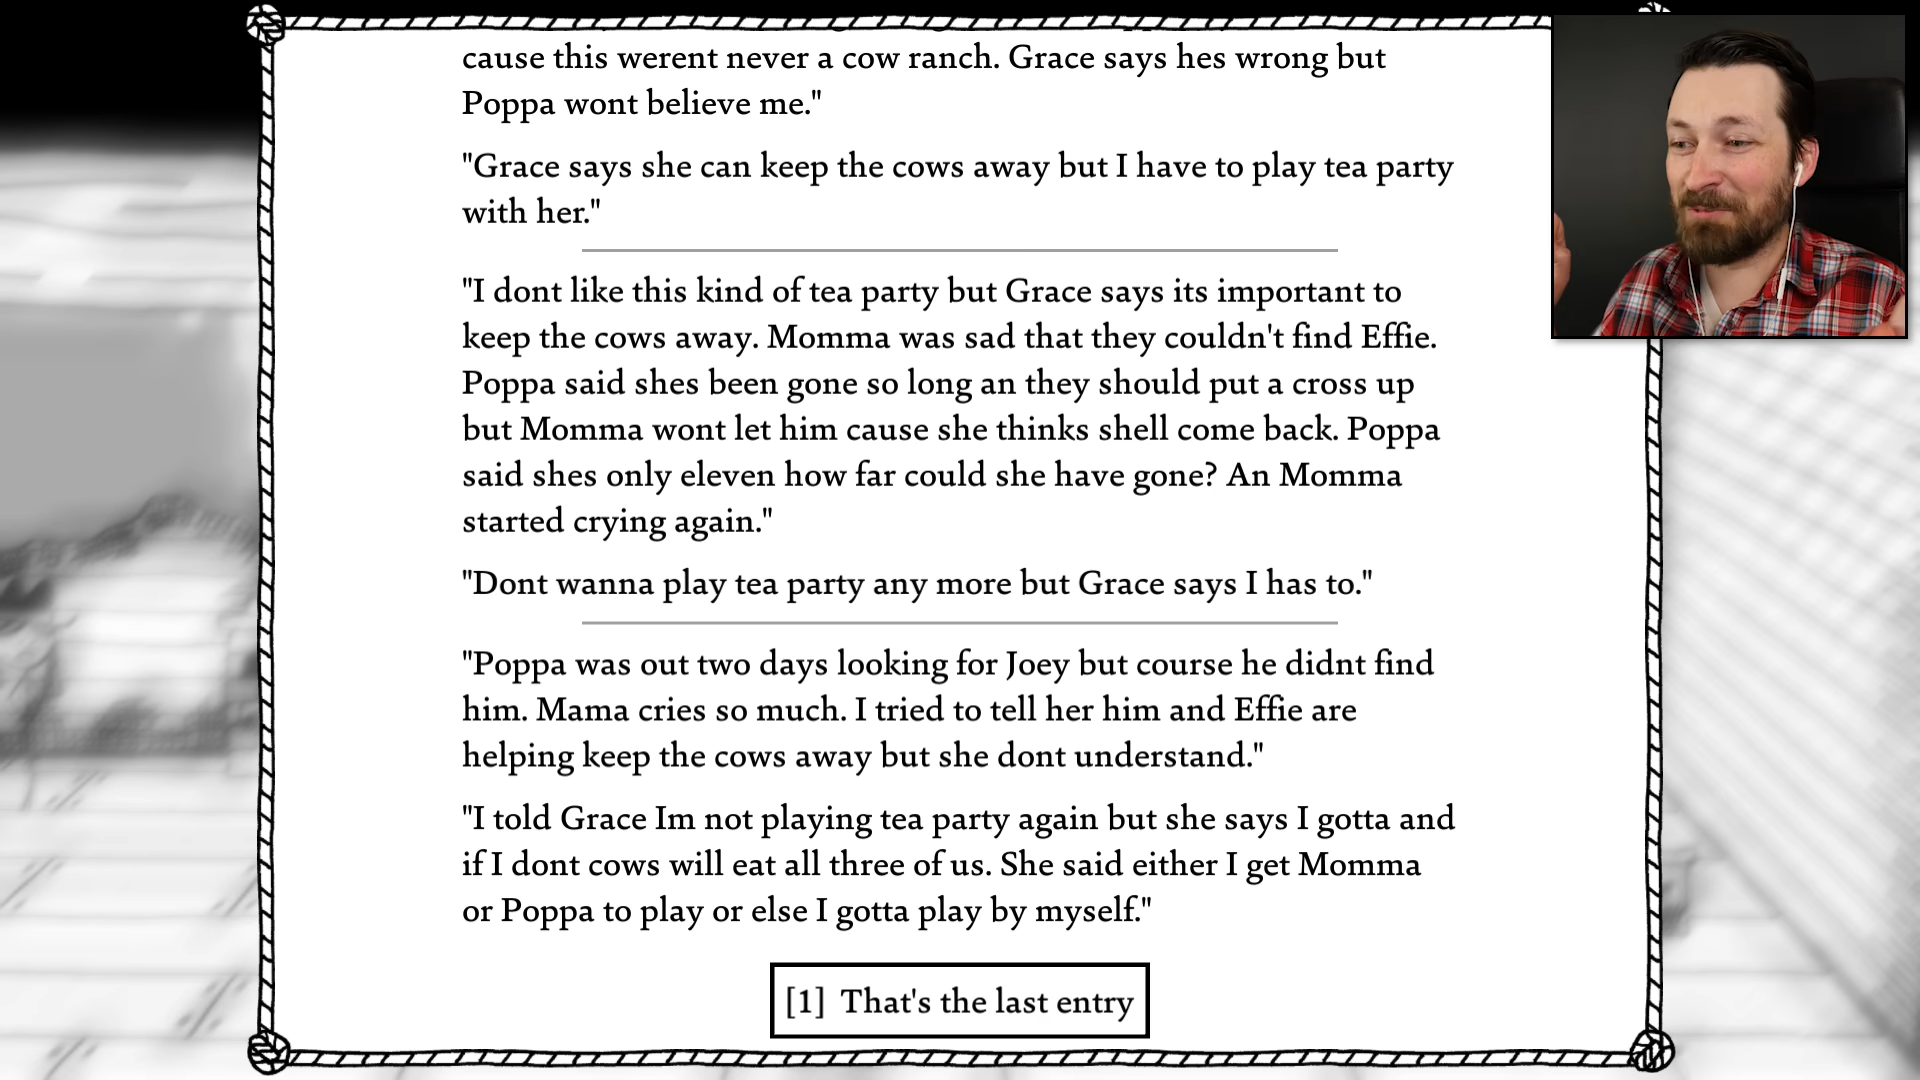 cause this werent never a cow ranch. Grace says hes wrong but
Poppa wont believe me."
"Grace says she can keep the cows away but I have to play tea party
with her."
"I dont like this kind of tea party but Grace says its important to
keep the cows away. Momma was sad that they couldn't find Effie.
Poppa said shes been gone so long an they should put a cross up
but Momma wont let him cause she thinks shell come back. Poppa
said shes only eleven how far could she have gone? An Momma
started crying again."
"Dont wanna play tea party any more but Grace says I has to."
"Poppa was out two days looking for Joey but course he didnt find
him. Mama cries so much. I tried to tell her him and Effie are
helping keep the cows away but she dont understand."
"I told Grace Im not playing tea party again but she says I gotta and
if I dont cows will eat all three of us. She said either I get Momma
or Poppa to play or else I gotta play by myself."
[1] That's the last entry